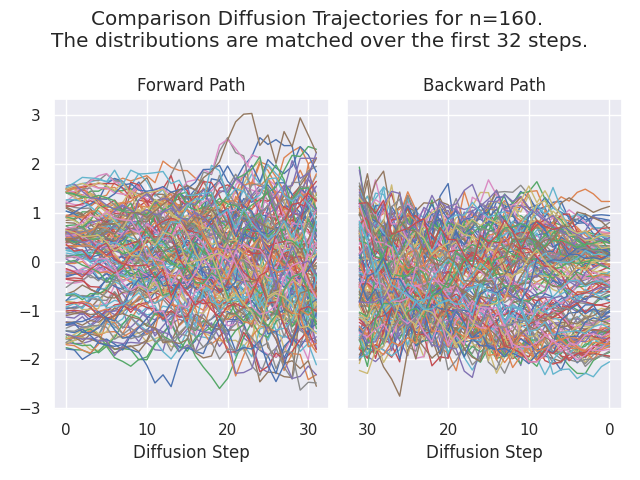 Comparison Diffusion Trajectories for n=160.
The distributions are matched over the first 32 steps.
Forward Path
Backward Path
3
2
1
0
−1
−2
−3
0 10 20 30
30 20 10 0
Diffusion Step
Diffusion Step